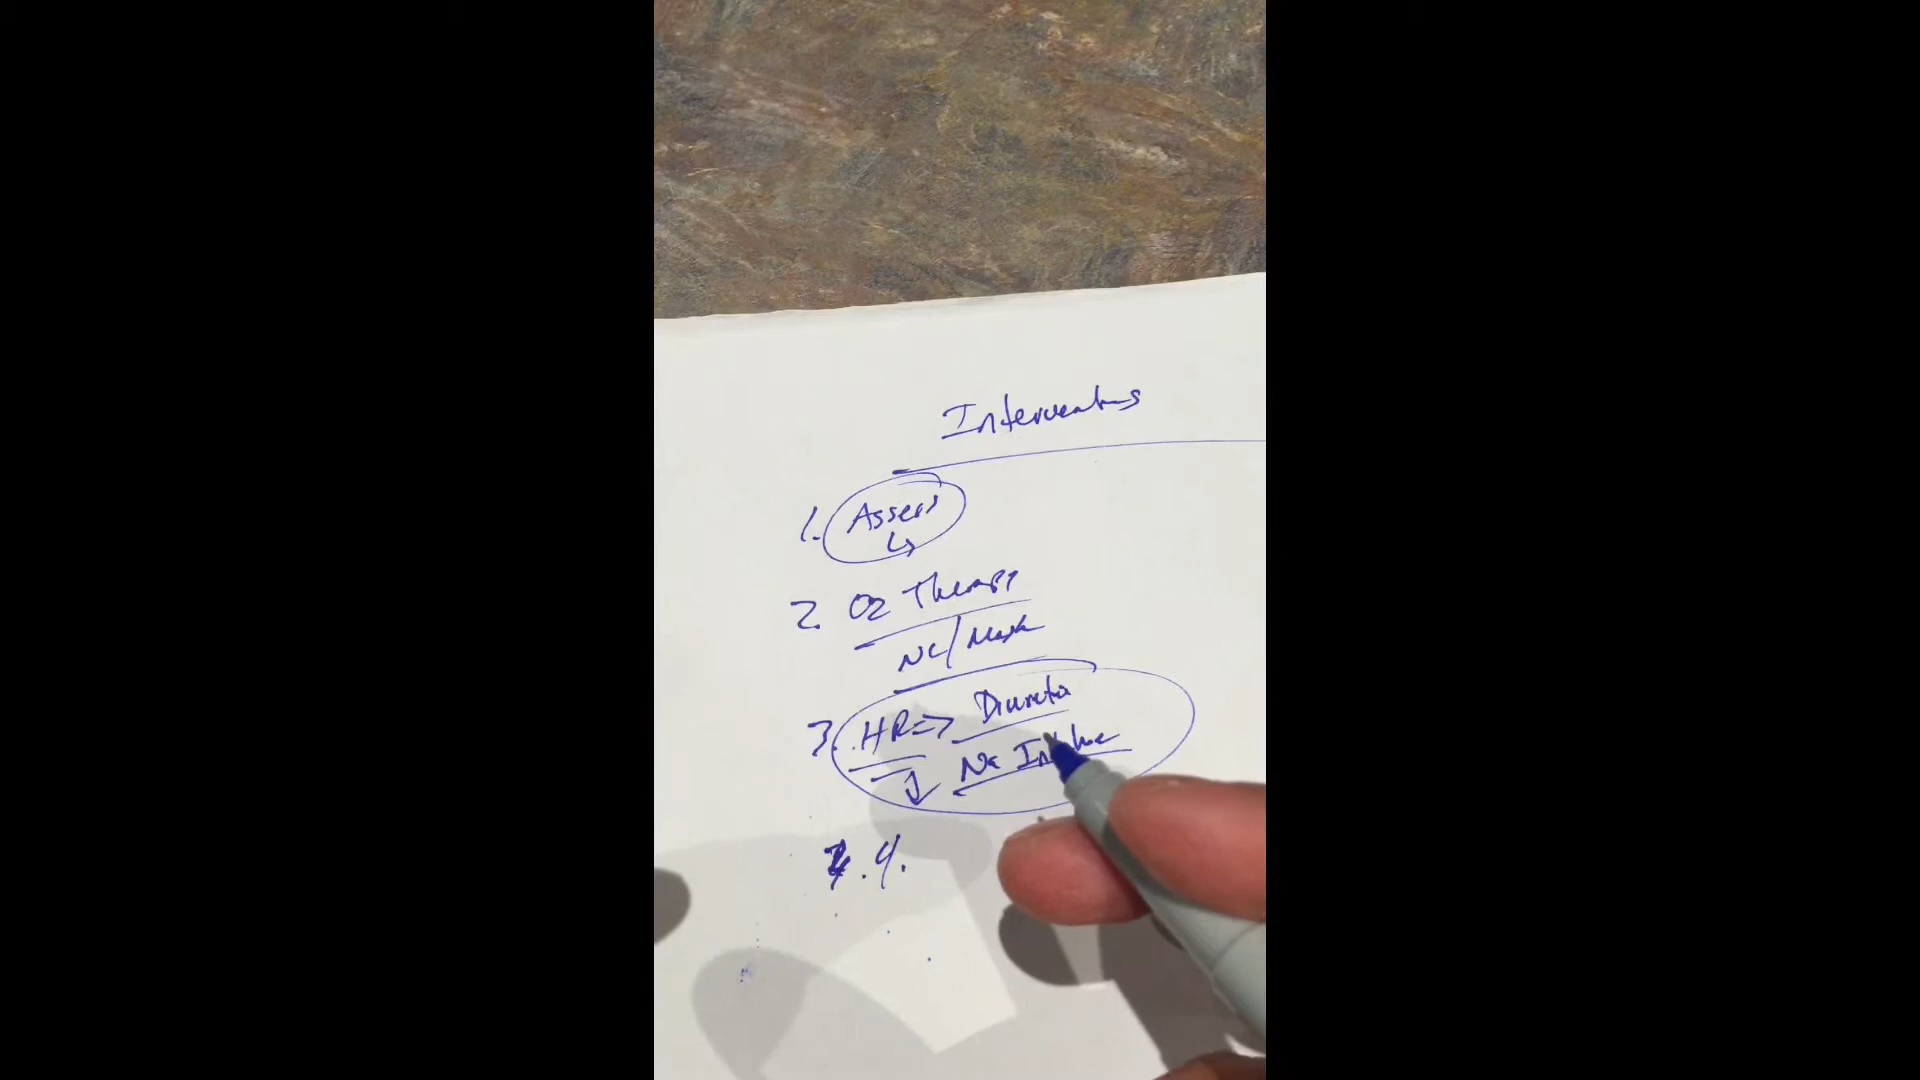 Interventions
1. Assess
↳
2. O2 Therapy
NC/Mask
3. HR => Diuretic
↓ Na Intake
4.